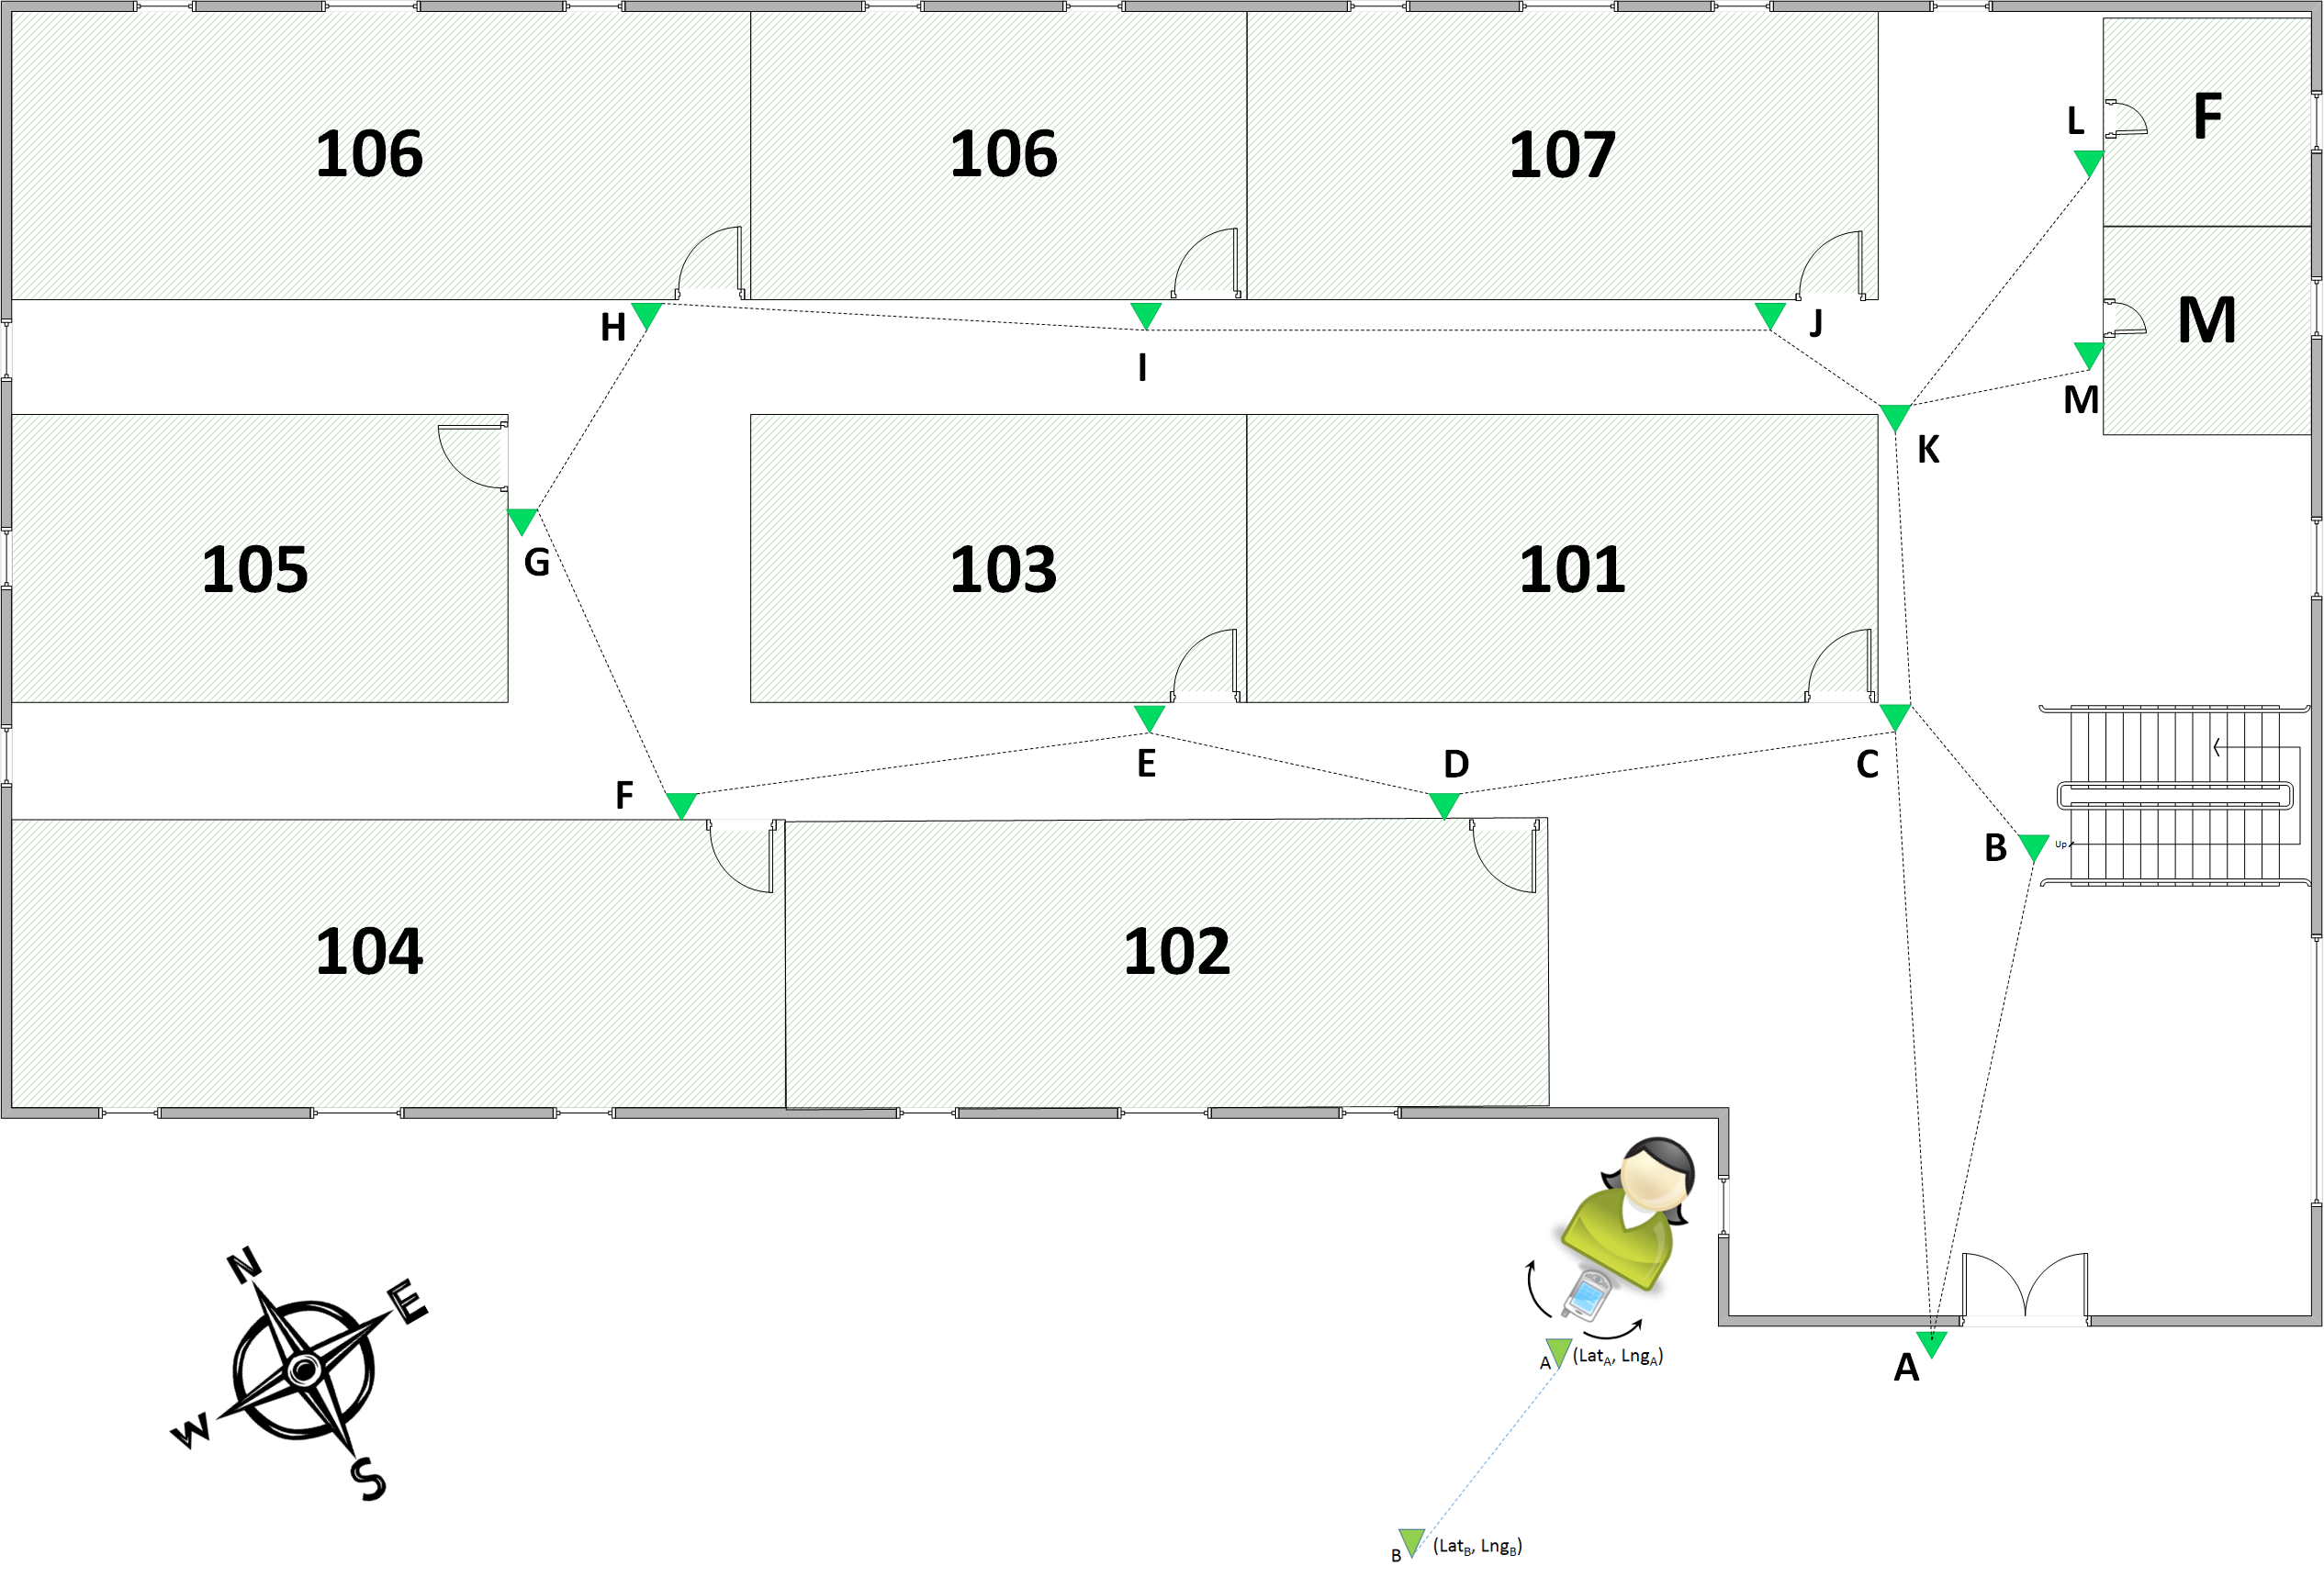 106
106
107
L
F
H
I
J
M
M
K
105
G
103
101
E
D
C
F
B
Up
104
102
N
E
W
S
A
(LatA, LngA)
A
B
(LatB, LngB)